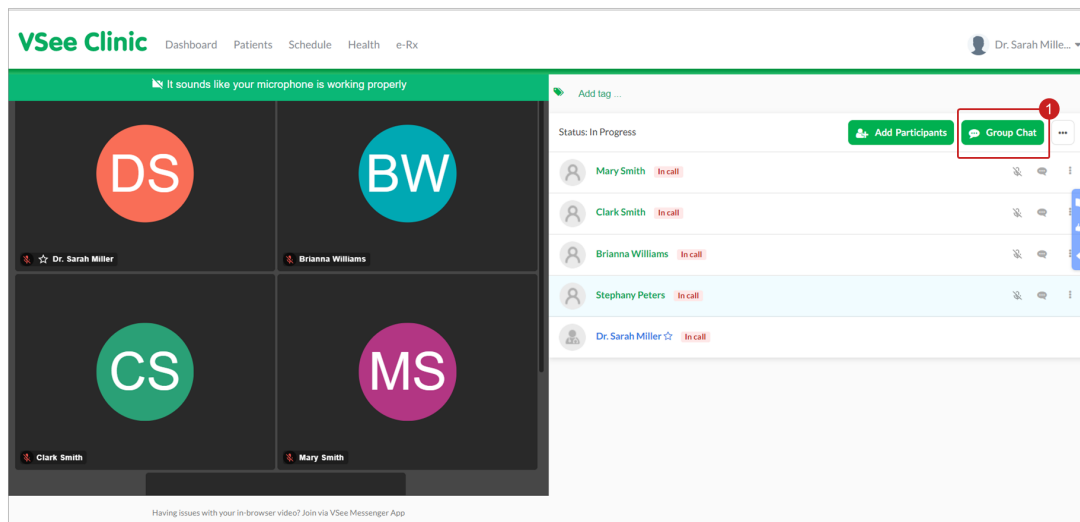 VSee Clinic Dashboard Patients Schedule Health e-Rx Dr. Sarah Mille...
It sounds like your microphone is working properly
DS
Dr. Sarah Miller
BW
Brianna Williams
CS
Clark Smith
MS
Mary Smith
Having issues with your in-browser video? Join via VSee Messenger App
Add tag ...
1
Status: In Progress Add Participants Group Chat
Mary Smith In call
Clark Smith In call
Brianna Williams In call
Stephany Peters In call
Dr. Sarah Miller In call